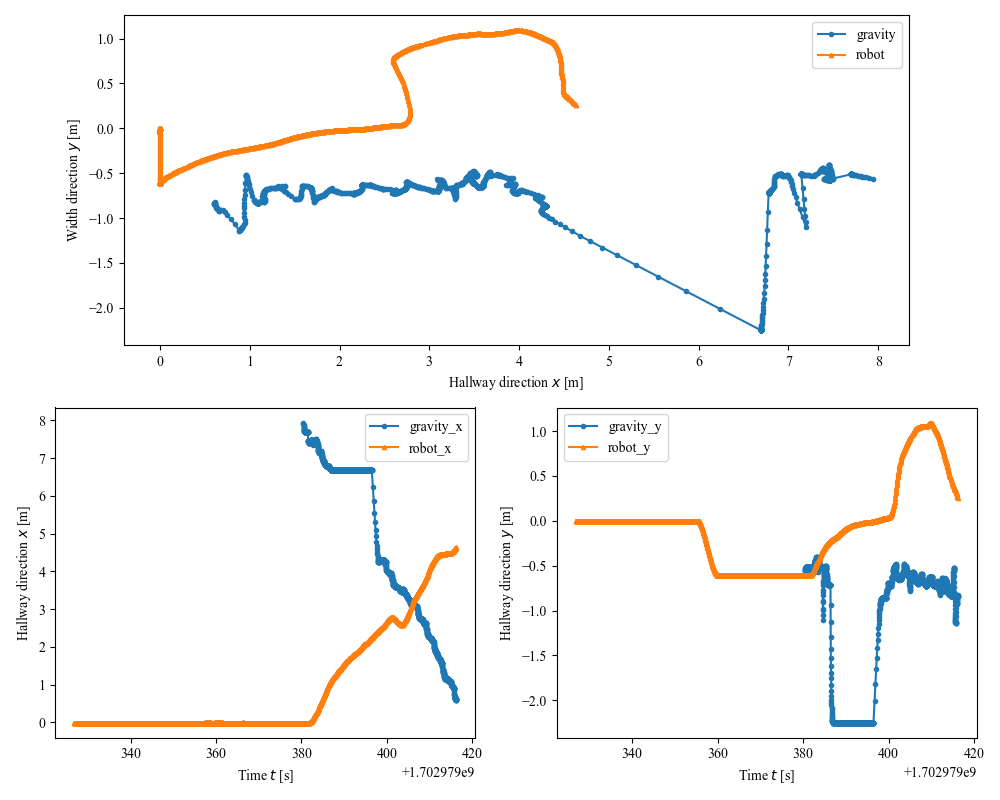 gravity
robot
1.0
0.5
0.0
−0.5
−1.0
−1.5
−2.0
Width direction y [m]
0 1 2 3 4 5 6 7 8
Hallway direction x [m]
gravity_x
robot_x
8
7
6
5
4
3
2
1
0
Hallway direction x [m]
340 360 380 400 420
Time t [s]
+1.702979e9
gravity_y
robot_y
1.0
0.5
0.0
−0.5
−1.0
−1.5
−2.0
Hallway direction y [m]
340 360 380 400 420
Time t [s]
+1.702979e9